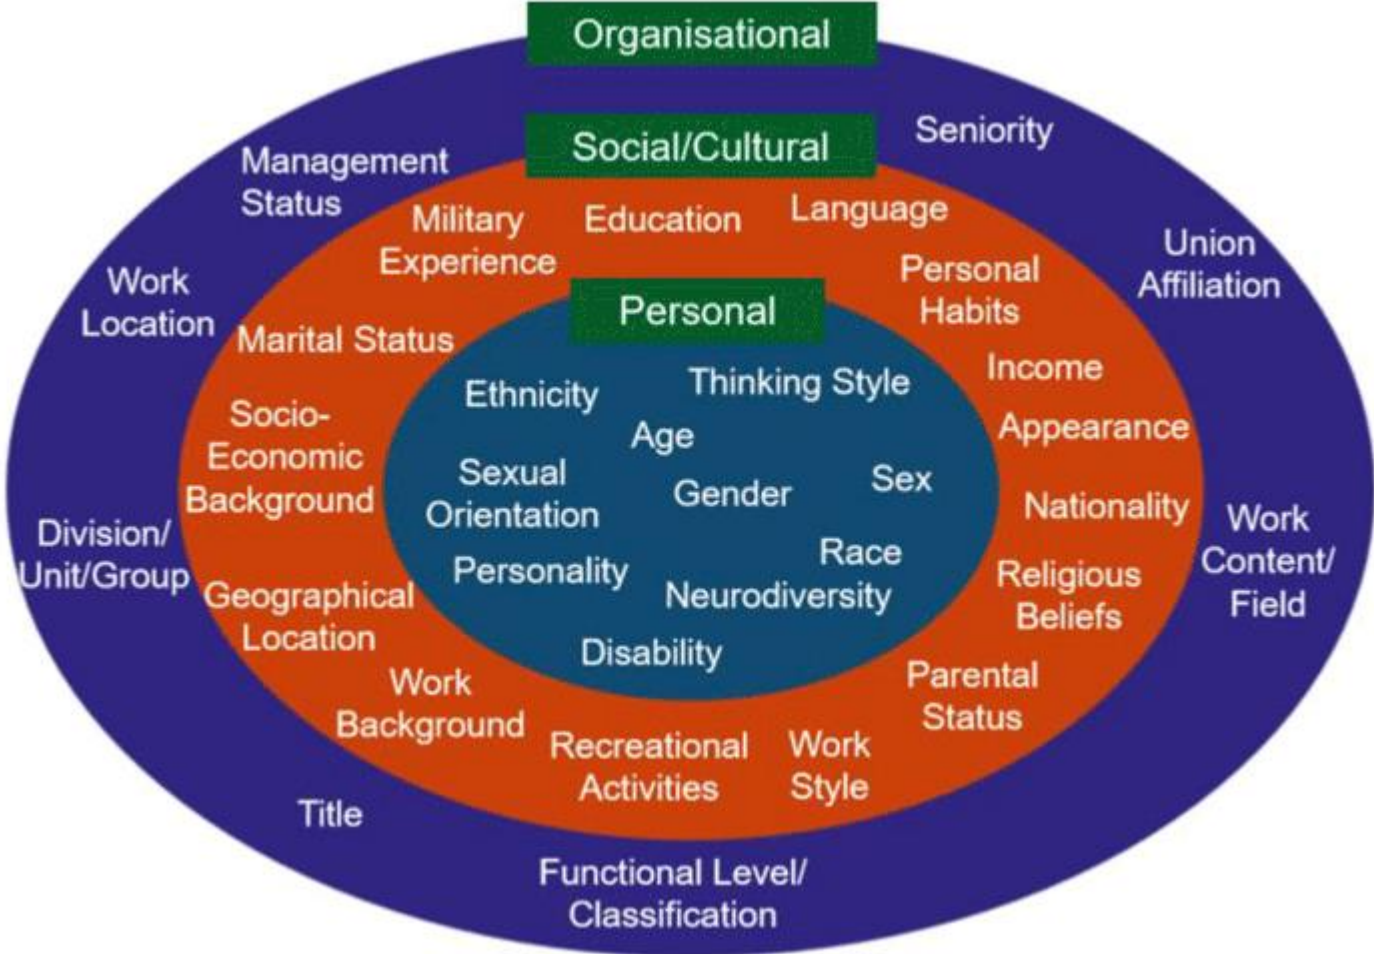 Organisational
Seniority
Management
Status
Union
Affiliation
Work
Location
Division/
Unit/Group
Work
Content/
Field
Title
Functional Level/
Classification
Social/Cultural
Military
Experience
Education
Language
Personal
Habits
Marital Status
Income
Socio-
Economic
Background
Appearance
Nationality
Geographical
Location
Religious
Beliefs
Work
Background
Parental
Status
Recreational
Activities
Work
Style
Personal
Ethnicity
Thinking Style
Age
Sexual
Orientation
Gender
Sex
Personality
Race
Neurodiversity
Disability